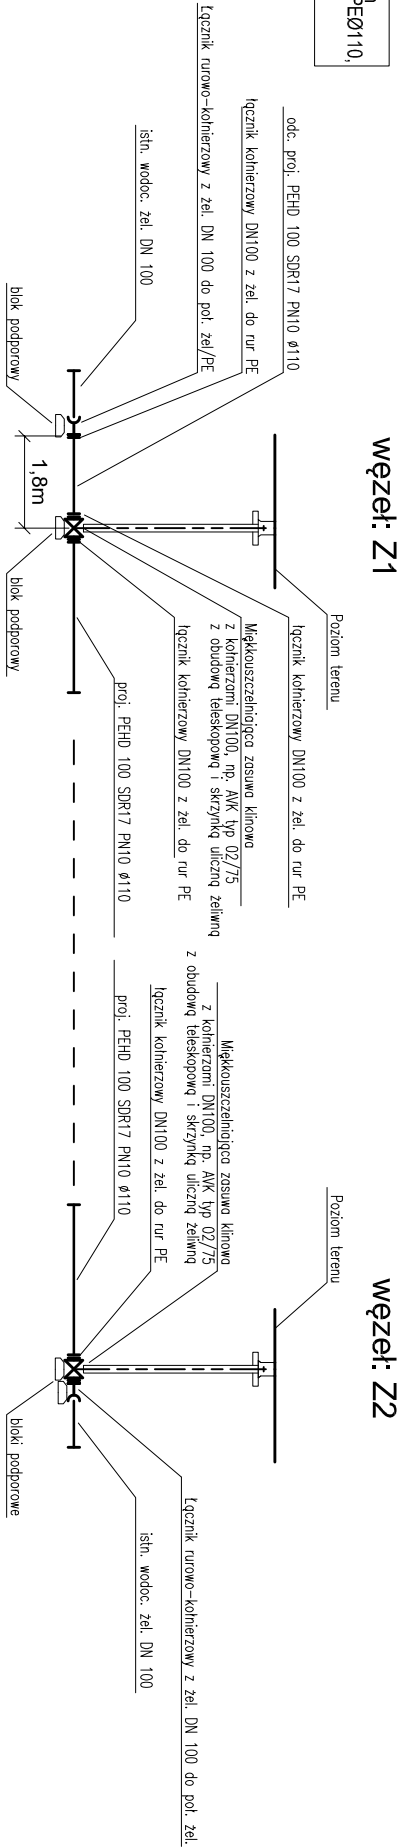 PEØ110,
węzeł: Z1
węzeł: Z2
Łącznik rurowo-kołnierzowy z żel. DN 100 do poł. żel/PE
istn. wodoc. żel. DN 100
blok podporowy
łącznik kołnierzowy DN100 z żel. do rur PE
odc. proj. PEHD 100 SDR17 PN10 ø110
1,8m
blok podporowy
Poziom terenu
łącznik kołnierzowy DN100 z żel. do rur PE
Miękkouszczelniająca zasuwa klinowa
z kołnierzami DN100, np. AVK typ 02/75
z obudową teleskopową i skrzynką uliczną żeliwną
łącznik kołnierzowy DN100 z żel. do rur PE
proj. PEHD 100 SDR17 PN10 ø110
Poziom terenu
Miękkouszczelniająca zasuwa klinowa
z kołnierzami DN100, np. AVK typ 02/75
z obudową teleskopową i skrzynką uliczną żeliwną
łącznik kołnierzowy DN100 z żel. do rur PE
proj. PEHD 100 SDR17 PN10 ø110
bloki podporowe
istn. wodoc. żel. DN 100
Łącznik rurowo-kołnierzowy z żel. DN 100 do poł. żel.